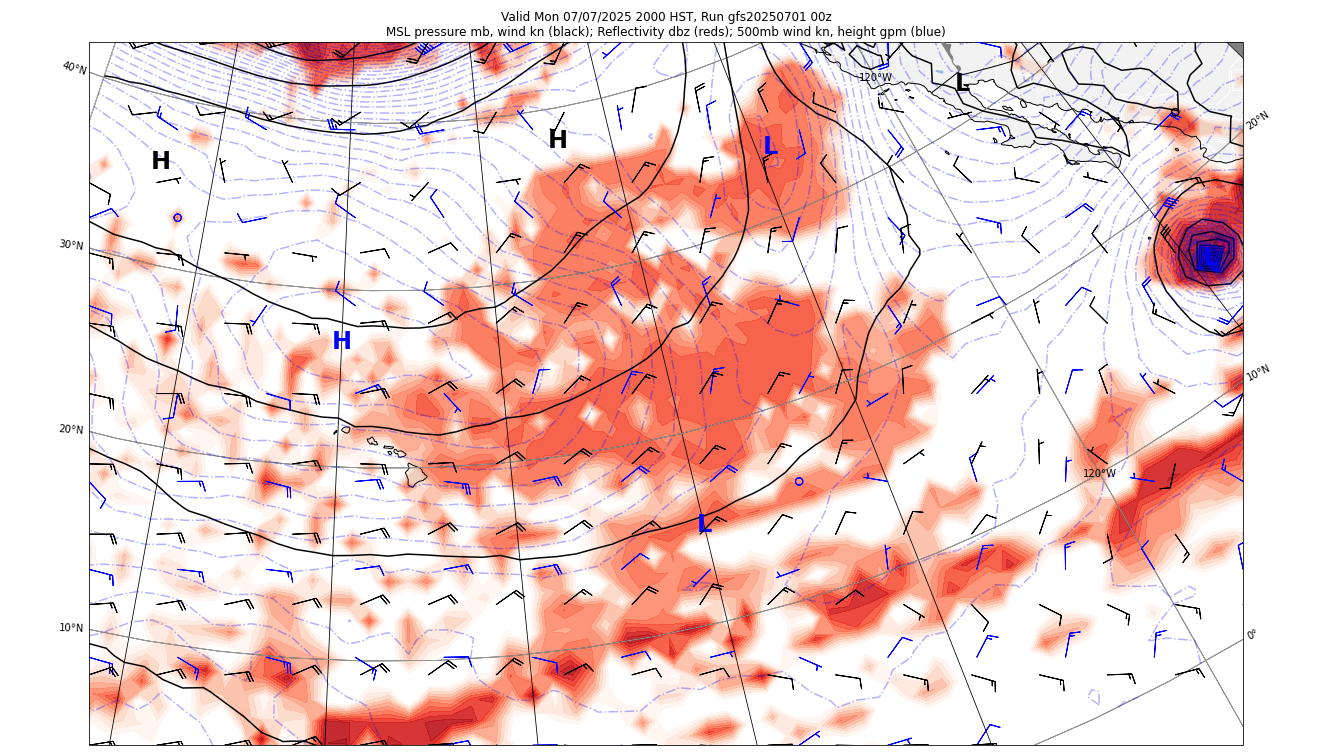 Valid Mon 07/07/2025 2000 HST, Run gfs20250701 00z
MSL pressure mb, wind kn (black); Reflectivity dbz (reds); 500mb wind kn, height gpm (blue)
40°N
120°W
L
20°N
H
H
L
30°N
L
H
10°N
20°N
120°W
L
10°N
0°